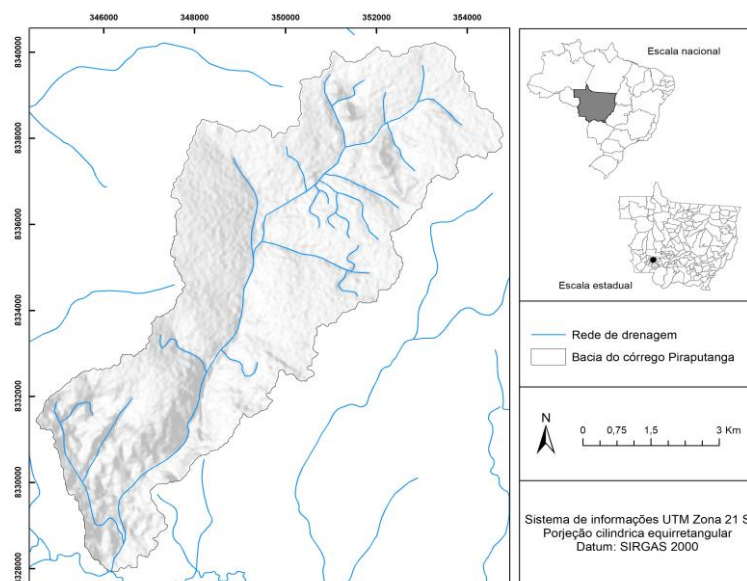 346000 348000 350000 352000 354000
8340000
8338000
8336000
8334000
8332000
8330000
8328000
Escala nacional
Escala estadual
Rede de drenagem
Bacia do córrego Piraputanga
N
0 0,75 1,5 3 Km
Sistema de informações UTM Zona 21 S
Porjeção cilindrica equirretangular
Datum: SIRGAS 2000